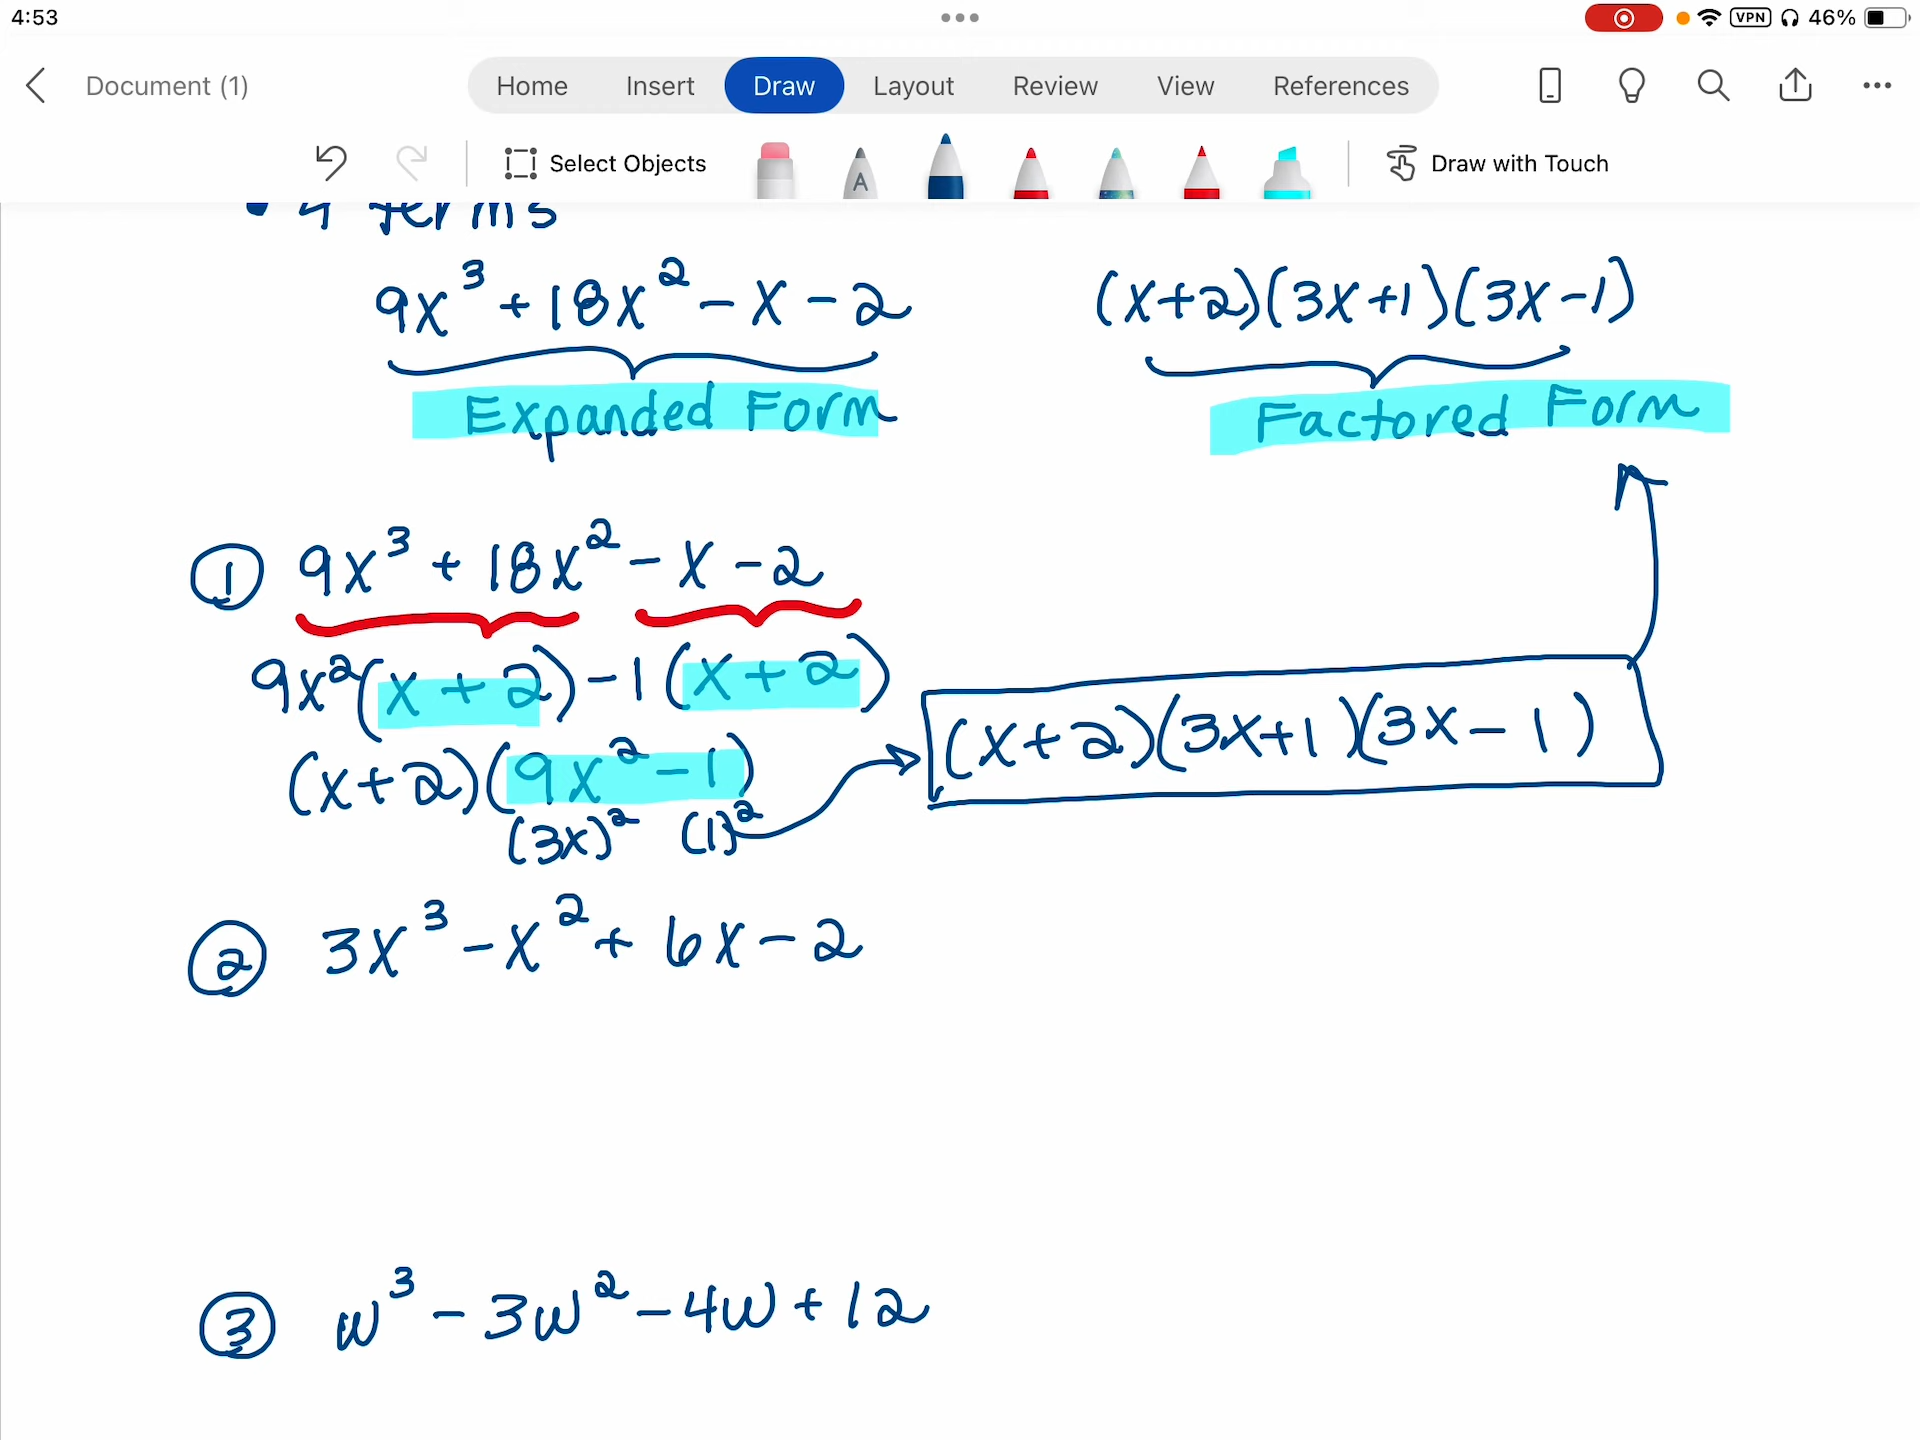 4:53
VPN 46%
Document (1)
Home Insert Draw Layout Review View References
Select Objects A Draw with Touch
• 4 terms
9x³ + 18x² - x - 2 (x+2)(3x+1)(3x-1)
Expanded Form Factored Form
① 9x³ + 18x² - x - 2
9x²(x+2) - 1(x+2)
(x+2)(3x+1)(3x-1)
(x+2)(9x²-1)
(3x)² (1)²
② 3x³ - x² + 6x - 2
③ w³ - 3w² - 4w + 12